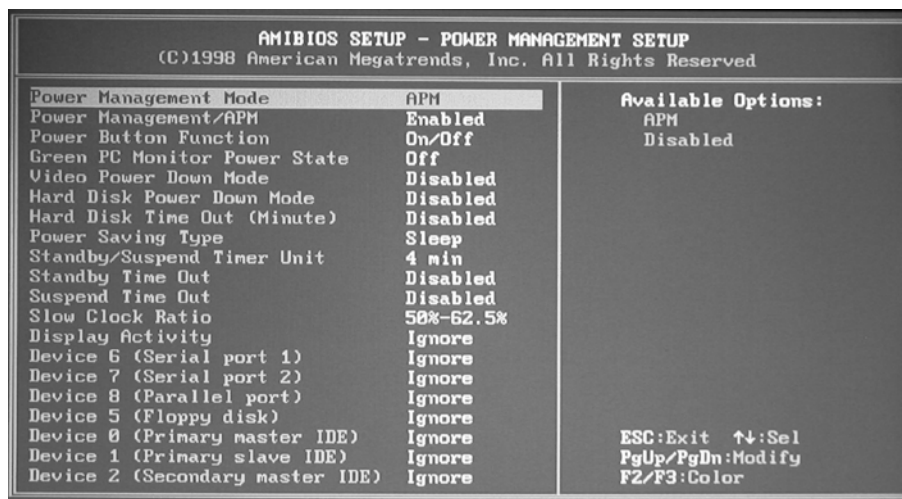 AMIBIOS SETUP - POWER MANAGEMENT SETUP
(C)1998 American Megatrends, Inc. All Rights Reserved
Power Management Mode APM
Power Management/APM Enabled
Power Button Function On/Off
Green PC Monitor Power State Off
Video Power Down Mode Disabled
Hard Disk Power Down Mode Disabled
Hard Disk Time Out (Minute) Disabled
Power Saving Type Sleep
Standby/Suspend Timer Unit 4 min
Standby Time Out Disabled
Suspend Time Out Disabled
Slow Clock Ratio 50%-62.5%
Display Activity Ignore
Device 6 (Serial port 1) Ignore
Device 7 (Serial port 2) Ignore
Device 8 (Parallel port) Ignore
Device 5 (Floppy disk) Ignore
Device 0 (Primary master IDE) Ignore
Device 1 (Primary slave IDE) Ignore
Device 2 (Secondary master IDE) Ignore
Available Options:
APM
Disabled
ESC:Exit ↑↓:Sel
PgUp/PgDn:Modify
F2/F3:Color